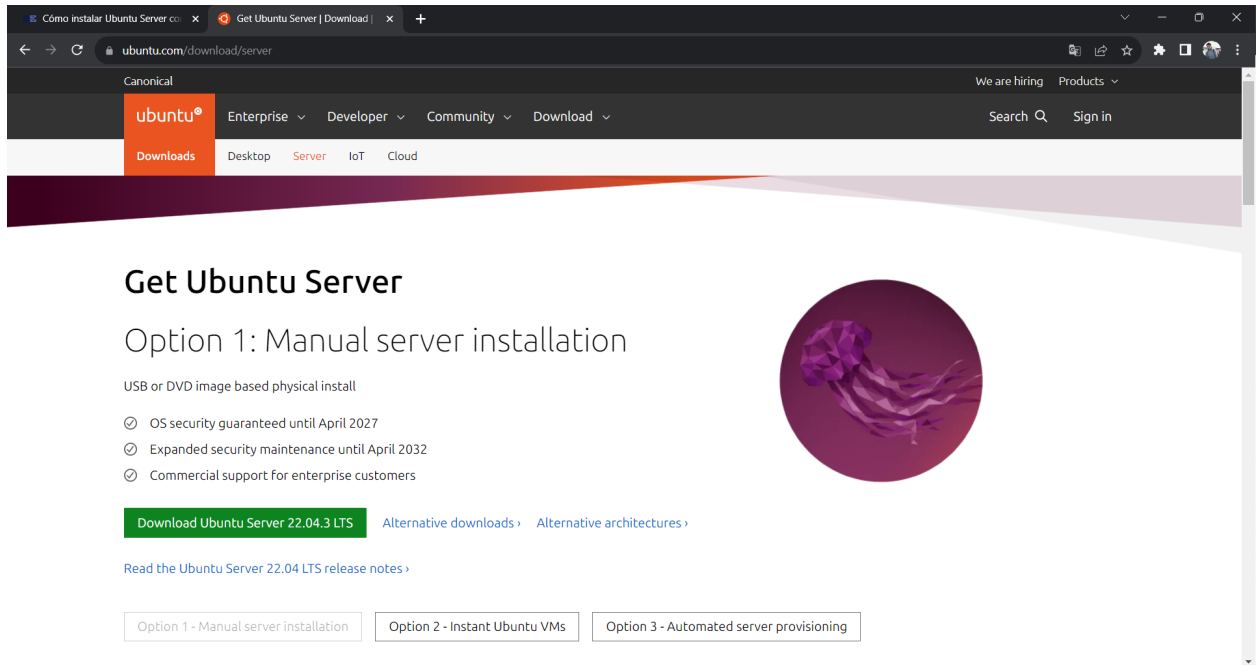 Cómo instalar Ubuntu Server co
Get Ubuntu Server | Download |
ubuntu.com/download/server
Canonical
We are hiring Products
ubuntu Enterprise Developer Community Download Search Sign in
Downloads Desktop Server IoT Cloud
Get Ubuntu Server
Option 1: Manual server installation
USB or DVD image based physical install
OS security guaranteed until April 2027
Expanded security maintenance until April 2032
Commercial support for enterprise customers
Download Ubuntu Server 22.04.3 LTS Alternative downloads › Alternative architectures ›
Read the Ubuntu Server 22.04 LTS release notes ›
Option 1 - Manual server installation Option 2 - Instant Ubuntu VMs Option 3 - Automated server provisioning